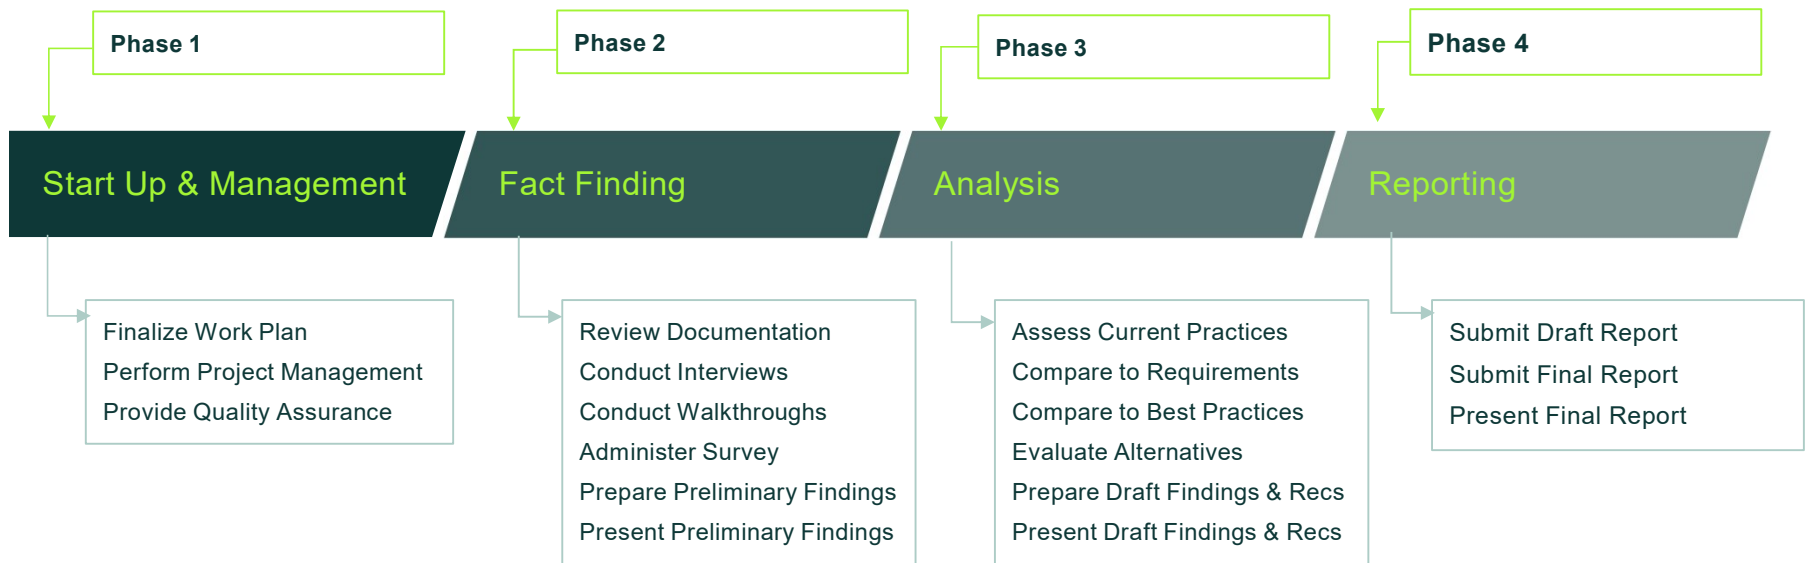 Phase 1
Phase 2
Phase 3
Phase 4
Start Up & Management
Fact Finding
Analysis
Reporting
Finalize Work Plan
Perform Project Management
Provide Quality Assurance
Review Documentation
Conduct Interviews
Conduct Walkthroughs
Administer Survey
Prepare Preliminary Findings
Present Preliminary Findings
Assess Current Practices
Compare to Requirements
Compare to Best Practices
Evaluate Alternatives
Prepare Draft Findings & Recs
Present Draft Findings & Recs
Submit Draft Report
Submit Final Report
Present Final Report